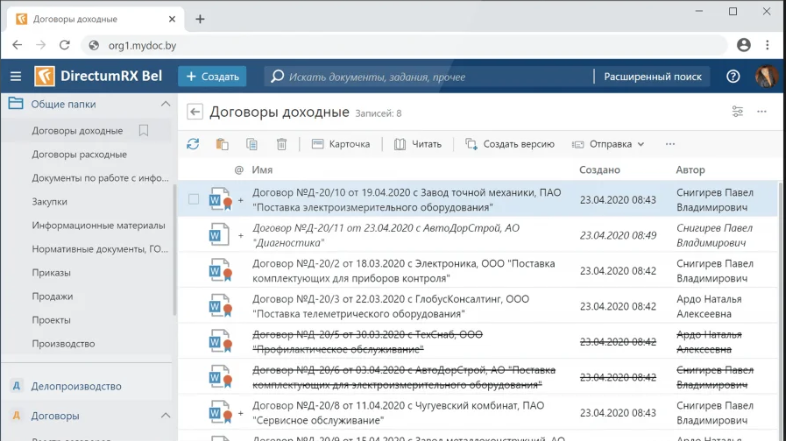 Договоры доходные
org1.mydoc.by
DirectumRX Bel
+ Создать
Искать документы, задания, прочее
Расширенный поиск
Общие папки
Договоры доходные
Договоры расходные
Документы по работе с инфо...
Закупки
Информационные материалы
Нормативные документы, ГО...
Приказы
Продажи
Проекты
Производство
Д Делопроизводство
Д Договоры
Договоры доходные Записей: 8
Карточка
Читать
Создать версию
Отправка
@ Имя Создано Автор
Договор №Д-20/10 от 19.04.2020 с Завод точной механики, ПАО
"Поставка электроизмерительного оборудования"
23.04.2020 08:43
Снигирев Павел
Владимирович
Договор №Д-20/11 от 23.04.2020 с АвтоДорСтрой, АО
"Диагностика"
23.04.2020 08:49
Снигирев Павел
Владимирович
Договор №Д-20/2 от 18.03.2020 с Электроника, ООО "Поставка
комплектующих для приборов контроля"
23.04.2020 08:42
Снигирев Павел
Владимирович
Договор №Д-20/3 от 22.03.2020 с ГлобусКонсалтинг, ООО
"Поставка телеметрического оборудования"
23.04.2020 08:42
Ардо Наталья
Алексеевна
Договор №Д-20/5 от 30.03.2020 с ТехСнаб, ООО
"Профилактическое обслуживание"
23.04.2020 08:42
Ардо Наталья
Алексеевна
Договор №Д-20/6 от 03.04.2020 с АвтоДорСтрой, АО "Поставка
комплектующих для электроизмерительного оборудования"
23.04.2020 08:42
Снигирев Павел
Владимирович
Договор №Д-20/8 от 11.04.2020 с Чугуевский комбинат, ПАО
"Сервисное обслуживание"
23.04.2020 08:43
Снигирев Павел
Владимирович